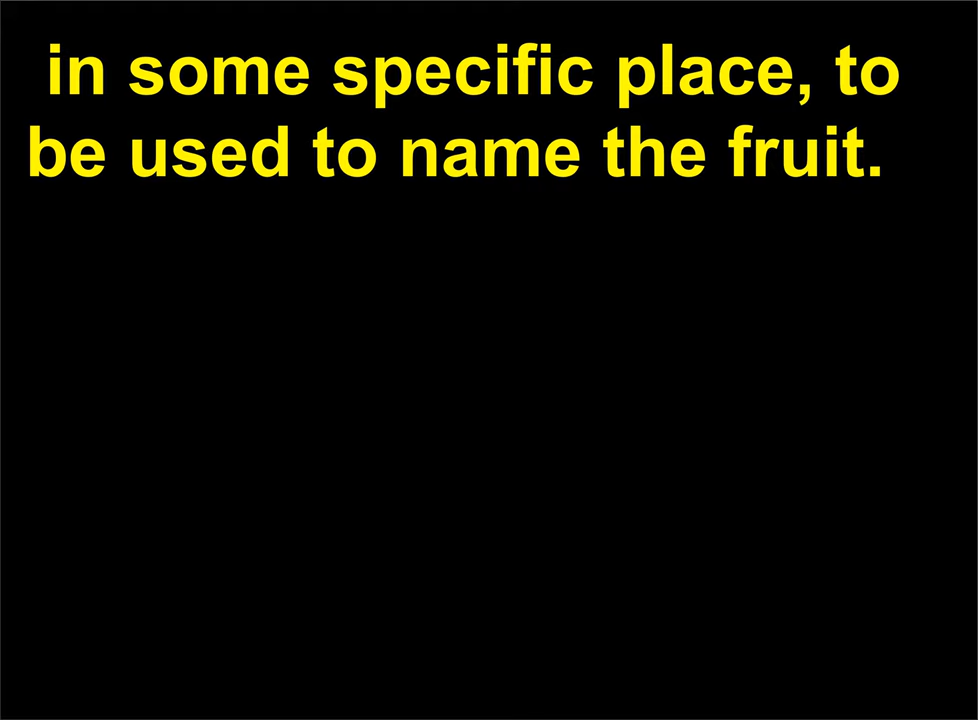 in some specific place, to
be used to name the fruit.